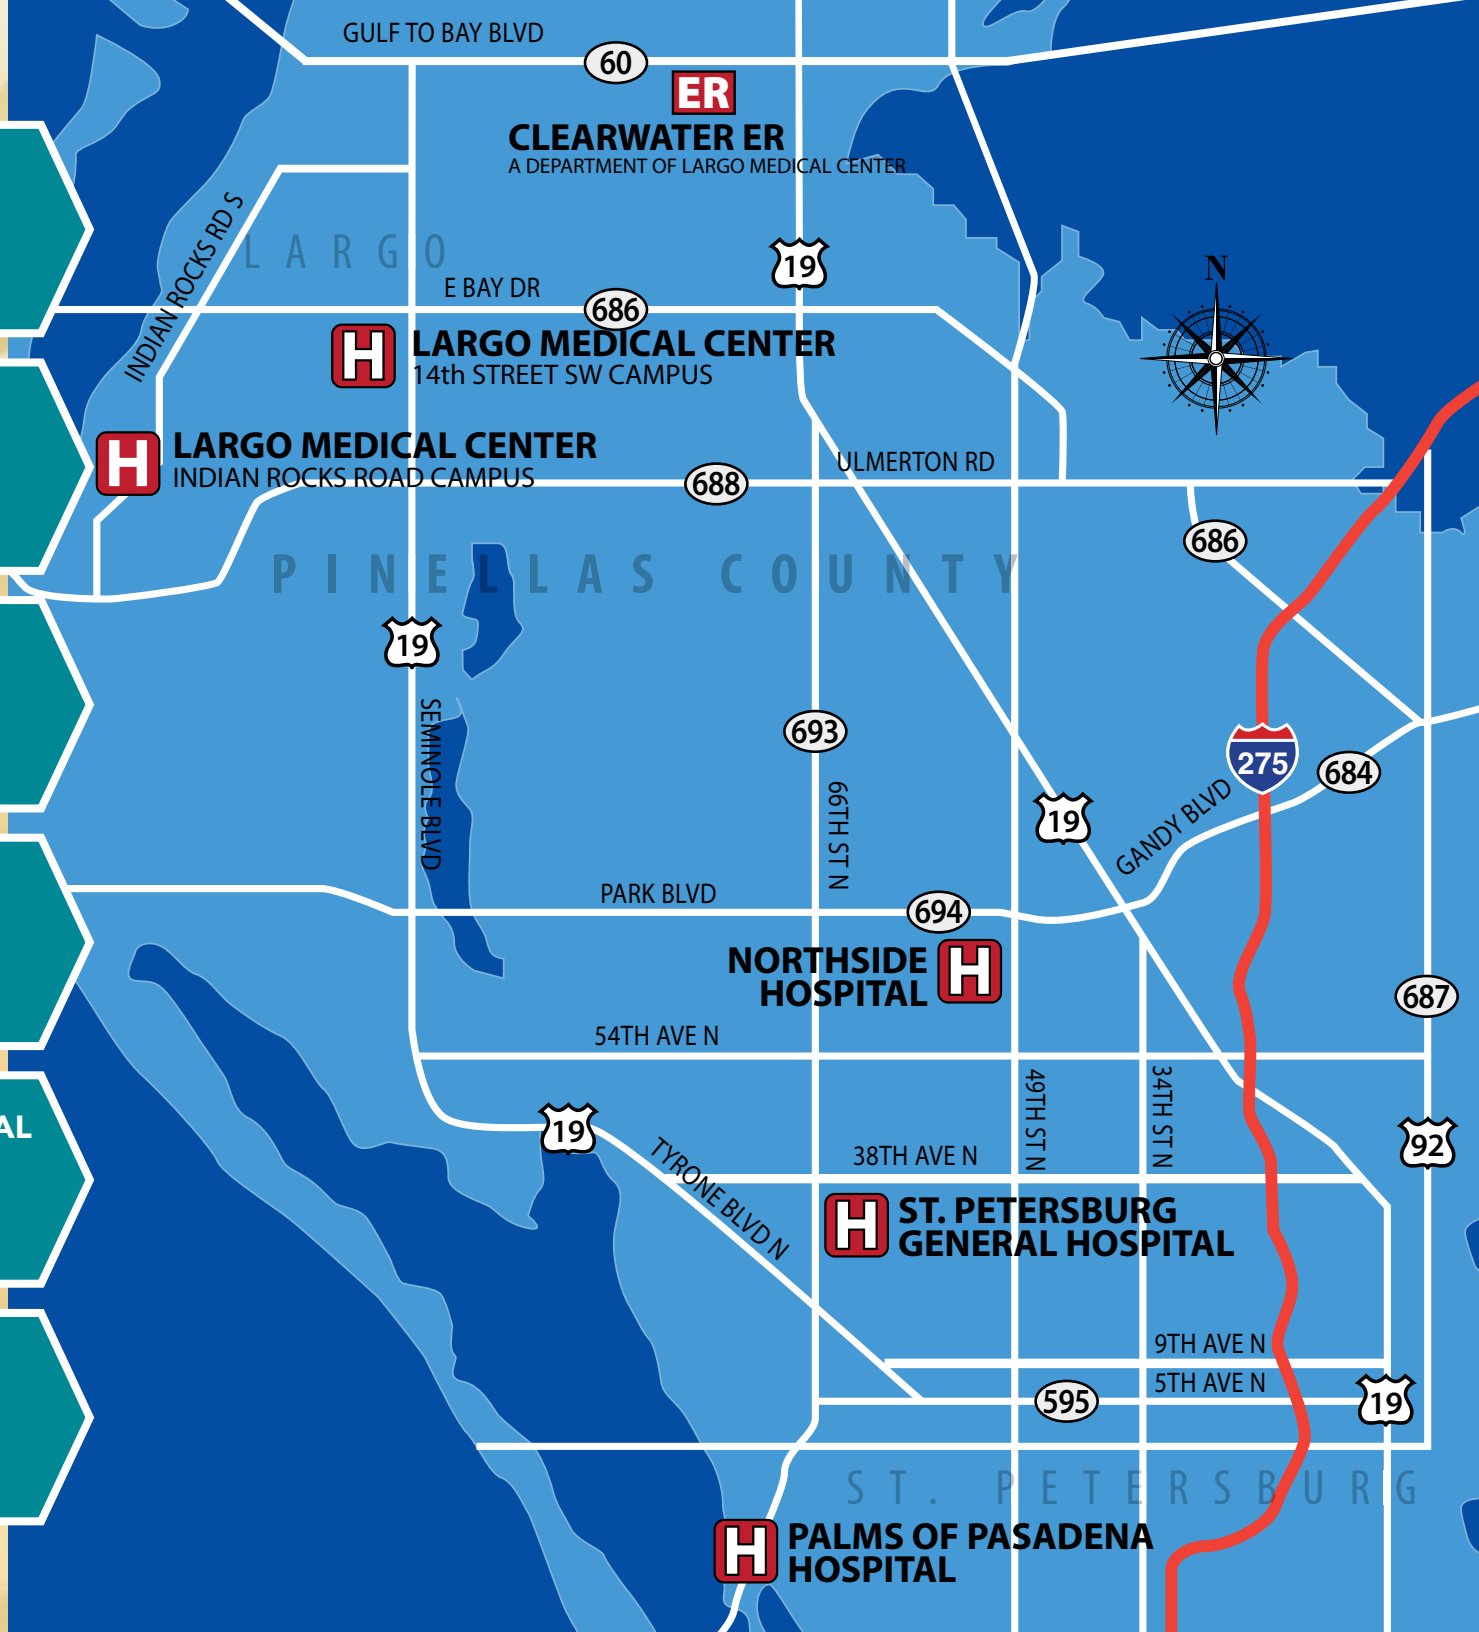 GULF TO BAY BLVD
60
ER
CLEARWATER ER
A DEPARTMENT OF LARGO MEDICAL CENTER
INDIAN ROCKS RD S
LARGO
19
N
E BAY DR
686
H
LARGO MEDICAL CENTER
14th STREET SW CAMPUS
H
LARGO MEDICAL CENTER
INDIAN ROCKS ROAD CAMPUS
ULMERTON RD
688
686
PINELLAS COUNTY
19
SEMINOLE BLVD
693
66TH ST N
275
684
19
GANDY BLVD
PARK BLVD
694
NORTHSIDE
HOSPITAL
H
687
54TH AVE N
49TH ST N
34TH ST N
AL
19
92
TYRONE BLVD N
38TH AVE N
H
ST. PETERSBURG
GENERAL HOSPITAL
9TH AVE N
5TH AVE N
595
19
ST. PETERSBURG
H
PALMS OF PASADENA
HOSPITAL